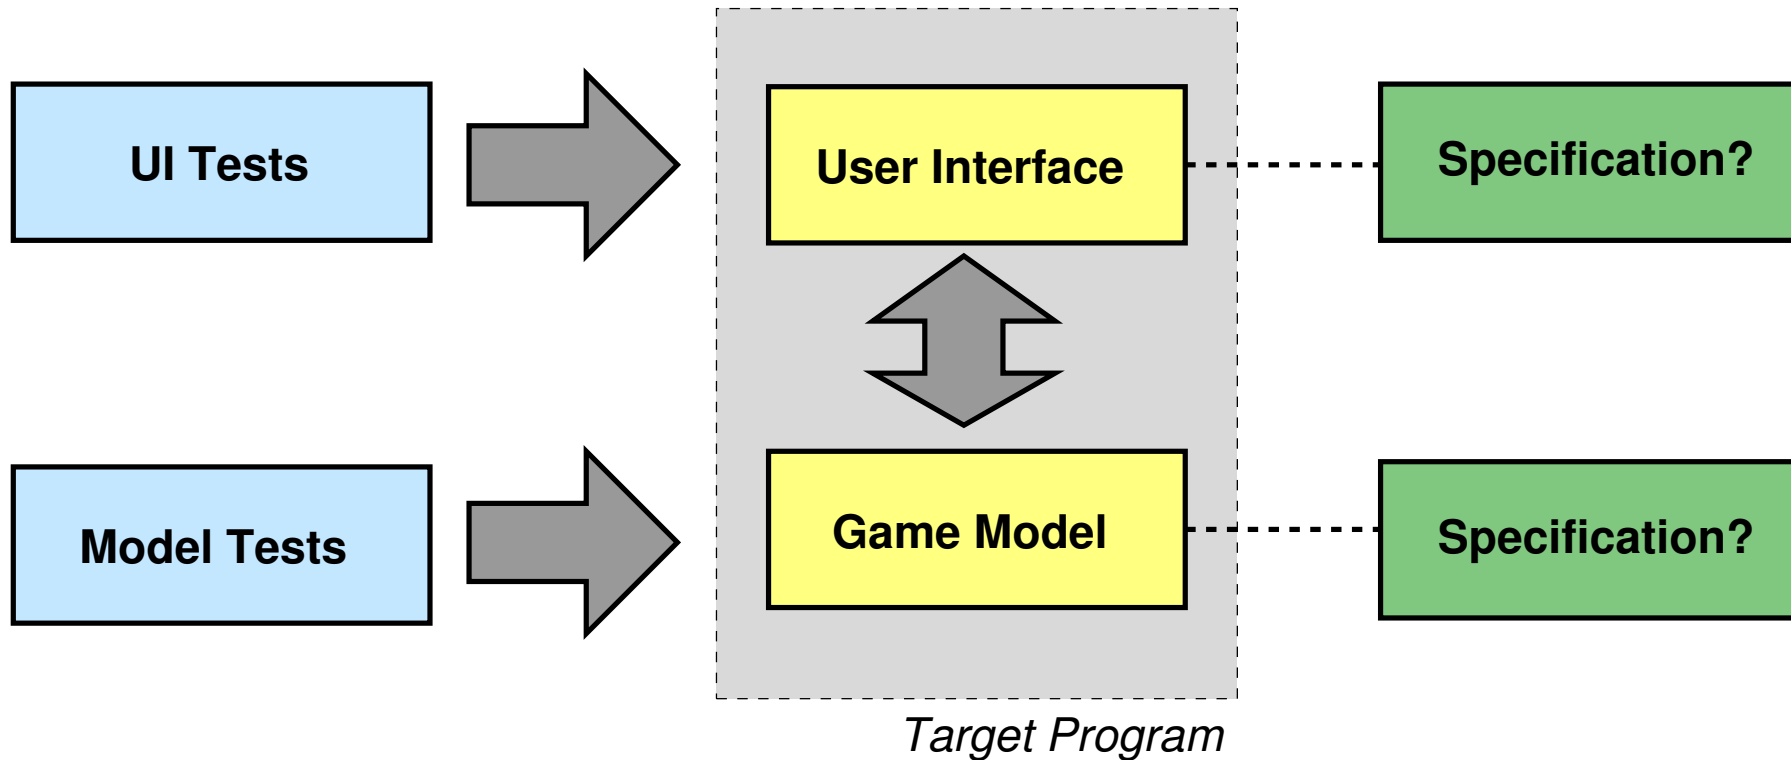 UI Tests
User Interface
Specification?
Model Tests
Game Model
Specification?
Target Program